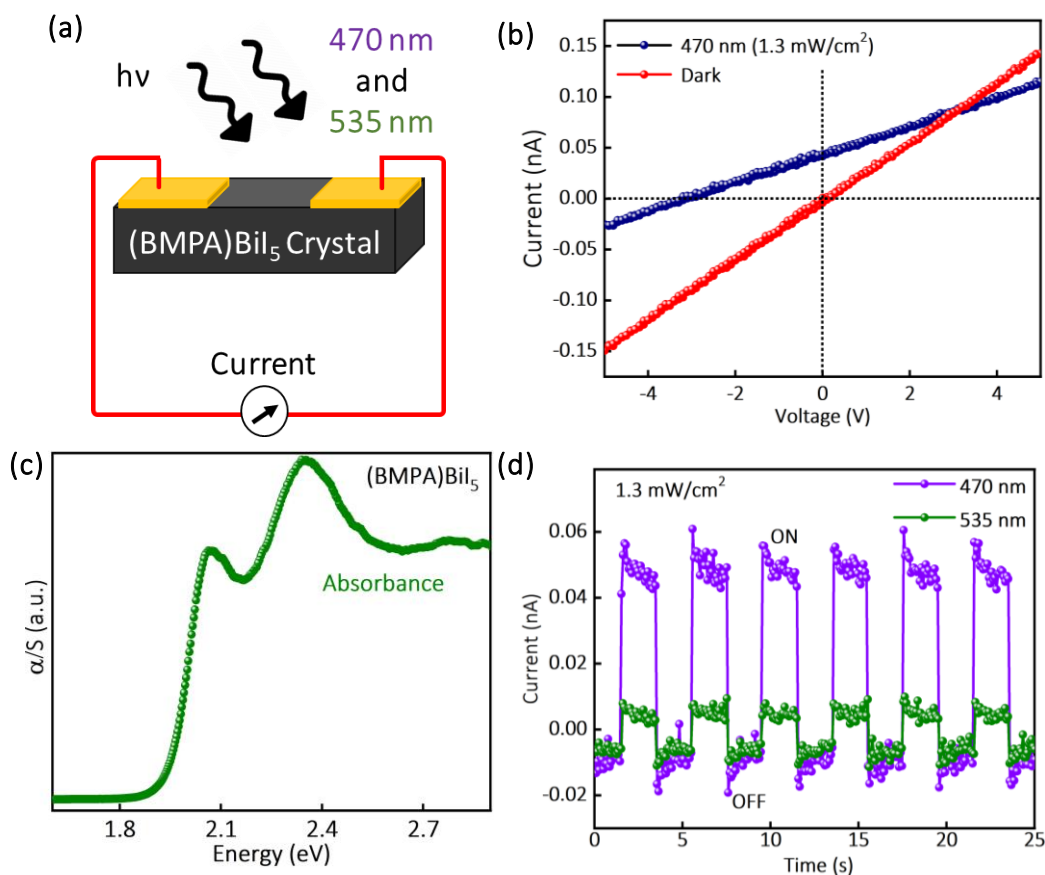 (a)
hν
470 nm
and
535 nm
(BMPA)BiI₅ Crystal
Current
(b)
470 nm (1.3 mW/cm²)
Dark
0.15
0.10
0.05
0.00
-0.05
-0.10
-0.15
Current (nA)
-4
-2
0
2
4
Voltage (V)
(c)
(BMPA)BiI₅
Absorbance
α/S (a.u.)
1.8
2.1
2.4
2.7
Energy (eV)
(d)
1.3 mW/cm²
470 nm
535 nm
ON
OFF
0.06
0.04
0.02
0.00
-0.02
Current (nA)
0
5
10
15
20
25
Time (s)